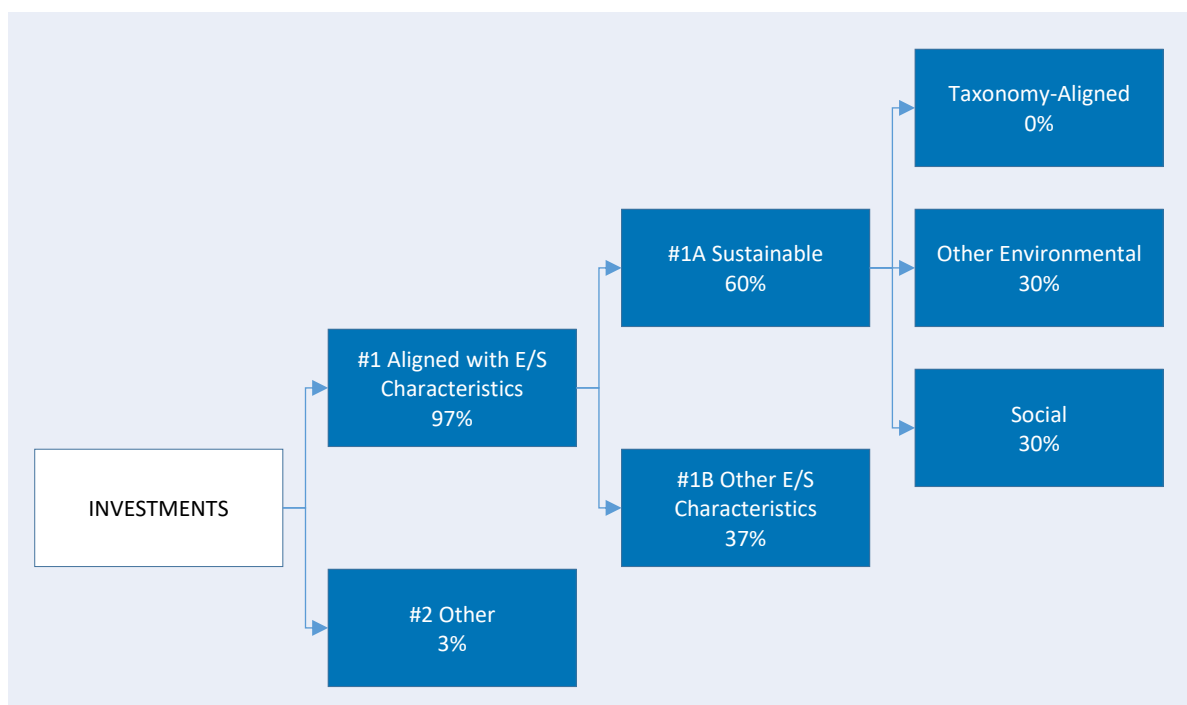 INVESTMENTS
#1 Aligned with E/S
Characteristics
97%
#2 Other
3%
#1A Sustainable
60%
#1B Other E/S
Characteristics
37%
Taxonomy-Aligned
0%
Other Environmental
30%
Social
30%